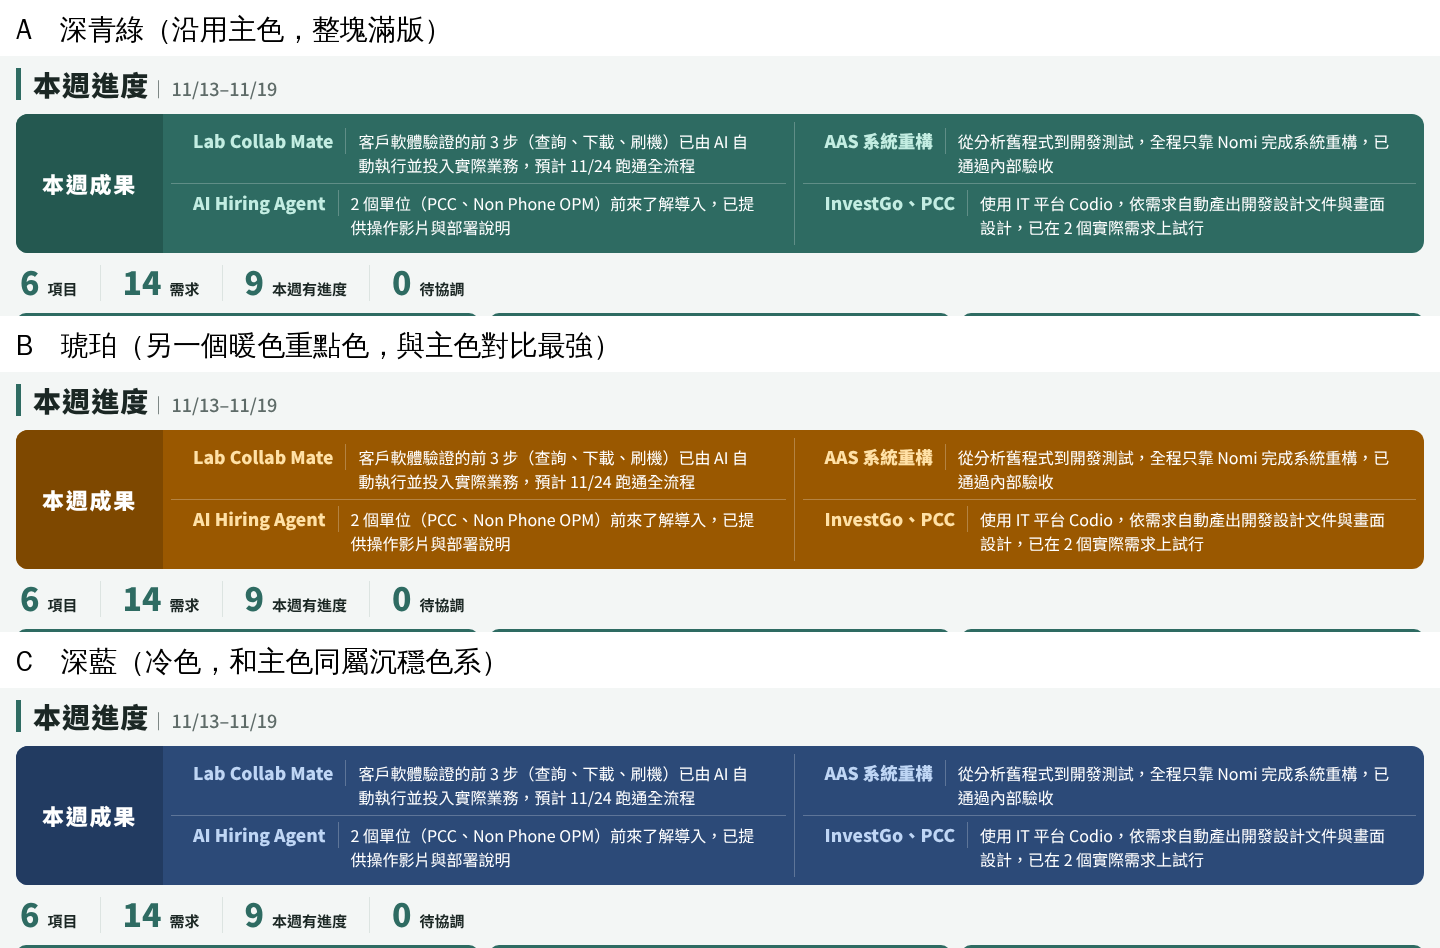 A 深青綠（沿用主色，整塊滿版）
本週進度 | 11/13–11/19
本週成果
Lab Collab Mate
客戶軟體驗證的前 3 步（查詢、下載、刷機）已由 AI 自
動執行並投入實際業務，預計 11/24 跑通全流程
AAS 系統重構
從分析舊程式到開發測試，全程只靠 Nomi 完成系統重構，已
通過內部驗收
AI Hiring Agent
2 個單位（PCC、Non Phone OPM）前來了解導入，已提
供操作影片與部署說明
InvestGo、PCC
使用 IT 平台 Codio，依需求自動產出開發設計文件與畫面
設計，已在 2 個實際需求上試行
6 項目 14 需求 9 本週有進度 0 待協調
B 琥珀（另一個暖色重點色，與主色對比最強）
本週進度 | 11/13–11/19
本週成果
Lab Collab Mate
客戶軟體驗證的前 3 步（查詢、下載、刷機）已由 AI 自
動執行並投入實際業務，預計 11/24 跑通全流程
AAS 系統重構
從分析舊程式到開發測試，全程只靠 Nomi 完成系統重構，已
通過內部驗收
AI Hiring Agent
2 個單位（PCC、Non Phone OPM）前來了解導入，已提
供操作影片與部署說明
InvestGo、PCC
使用 IT 平台 Codio，依需求自動產出開發設計文件與畫面
設計，已在 2 個實際需求上試行
6 項目 14 需求 9 本週有進度 0 待協調
C 深藍（冷色，和主色同屬沉穩色系）
本週進度 | 11/13–11/19
本週成果
Lab Collab Mate
客戶軟體驗證的前 3 步（查詢、下載、刷機）已由 AI 自
動執行並投入實際業務，預計 11/24 跑通全流程
AAS 系統重構
從分析舊程式到開發測試，全程只靠 Nomi 完成系統重構，已
通過內部驗收
AI Hiring Agent
2 個單位（PCC、Non Phone OPM）前來了解導入，已提
供操作影片與部署說明
InvestGo、PCC
使用 IT 平台 Codio，依需求自動產出開發設計文件與畫面
設計，已在 2 個實際需求上試行
6 項目 14 需求 9 本週有進度 0 待協調